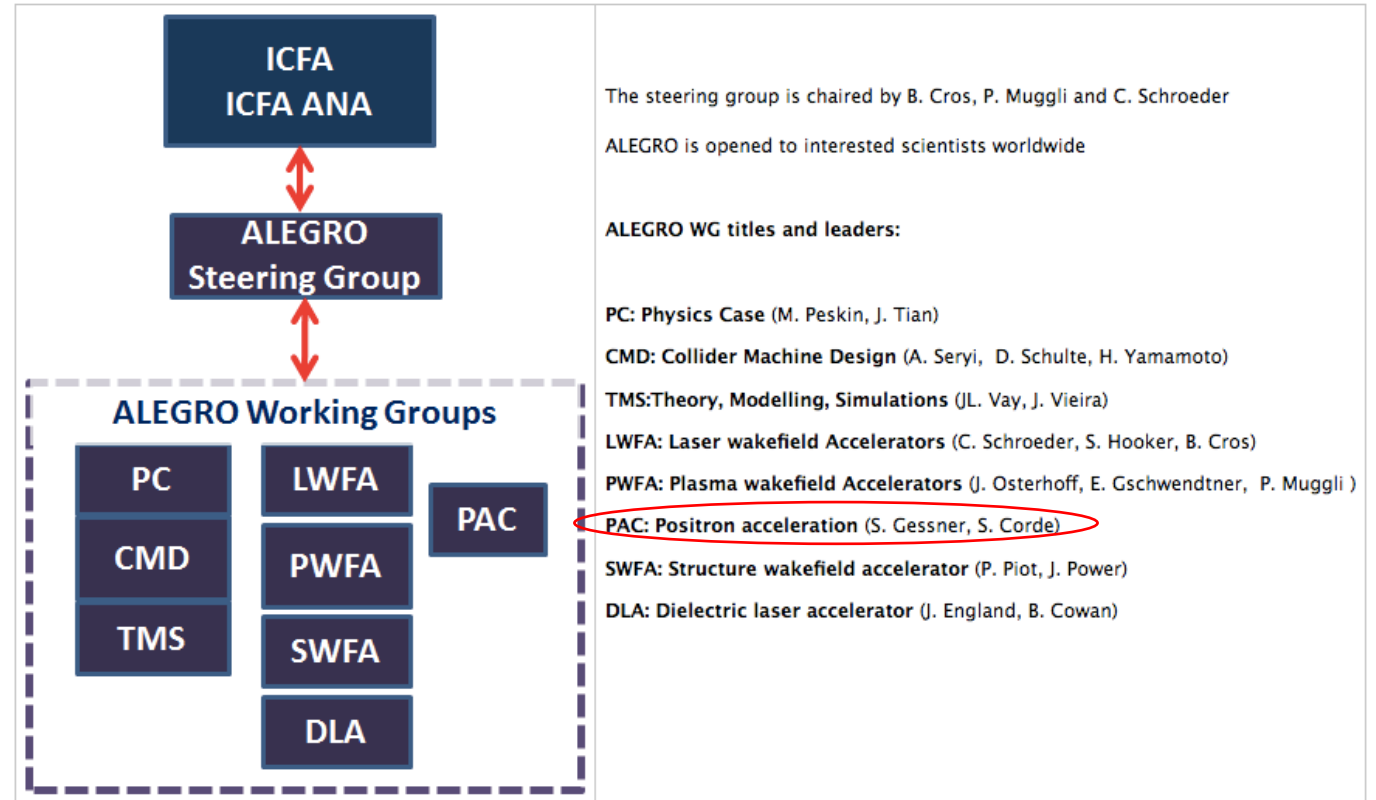 ICFA
ICFA ANA
ALEGRO
Steering Group
ALEGRO Working Groups
PC
CMD
TMS
LWFA
PWFA
SWFA
DLA
PAC
The steering group is chaired by B. Cros, P. Muggli and C. Schroeder
ALEGRO is opened to interested scientists worldwide
ALEGRO WG titles and leaders:
PC: Physics Case (M. Peskin, J. Tian)
CMD: Collider Machine Design (A. Seryi, D. Schulte, H. Yamamoto)
TMS:Theory, Modelling, Simulations (JL. Vay, J. Vieira)
LWFA: Laser wakefield Accelerators (C. Schroeder, S. Hooker, B. Cros)
PWFA: Plasma wakefield Accelerators (J. Osterhoff, E. Gschwendtner, P. Muggli )
PAC: Positron acceleration (S. Gessner, S. Corde)
SWFA: Structure wakefield accelerator (P. Piot, J. Power)
DLA: Dielectric laser accelerator (J. England, B. Cowan)